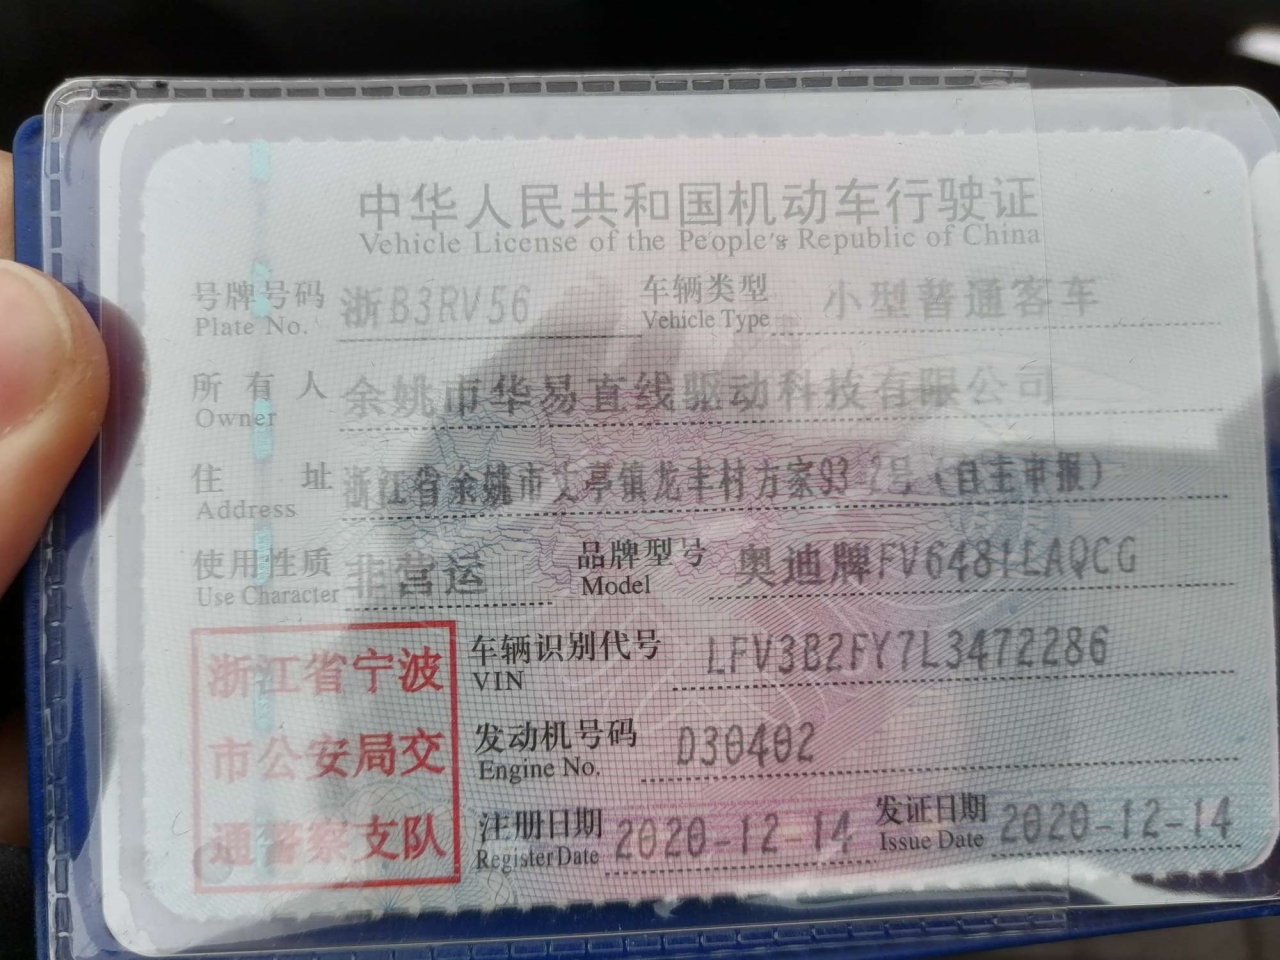 中华人民共和国机动车行驶证
Vehicle License of the People's Republic of China
号牌号码 浙B3RV56 车辆类型 小型普通客车
Plate No. Vehicle Type
所有人 余姚市华易直线驱动科技有限公司
Owner
住址 浙江省余姚市丈亭镇龙丰村方家93-2号(自主申报)
Address
使用性质 非营运 品牌型号 奥迪牌FV6481LAQCG
Use Character Model
浙江省宁波
市公安局交
通警察支队
车辆识别代号 LFV3B2FY7L3472286
VIN
发动机号码 D30402
Engine No.
注册日期 2020-12-14 发证日期 2020-12-14
Register Date Issue Date